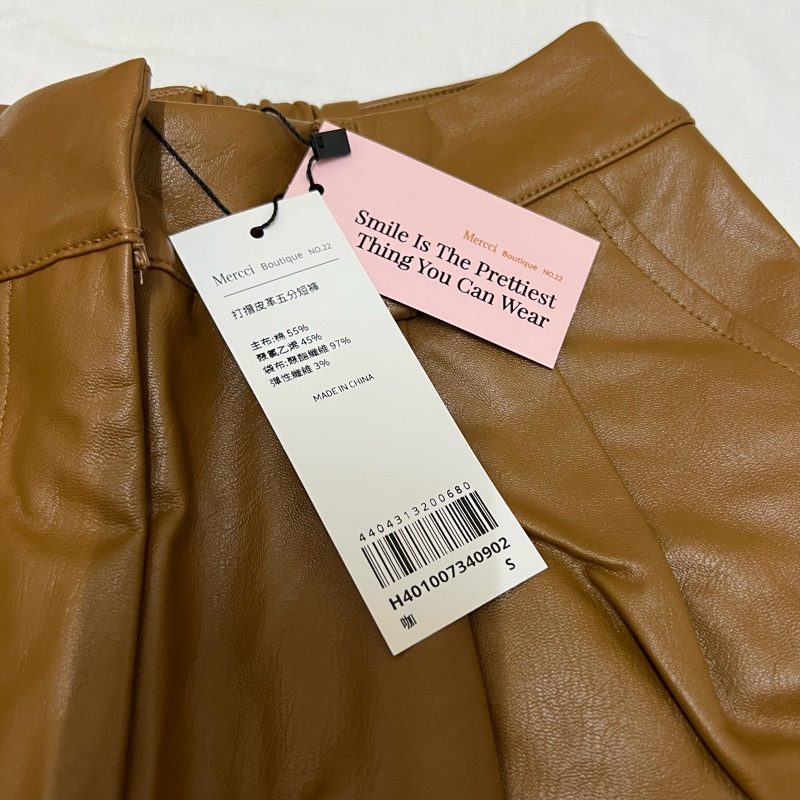 Mercci Boutique NO.22
打摺皮革五分短褲
主布:棉 55%
聚氯乙烯 45%
袋布:聚酯纖維 97%
彈性纖維 3%
MADE IN CHINA
4404313200680
H401007340902
S
咖
Mercci Boutique NO.22
Smile Is The Prettiest
Thing You Can Wear